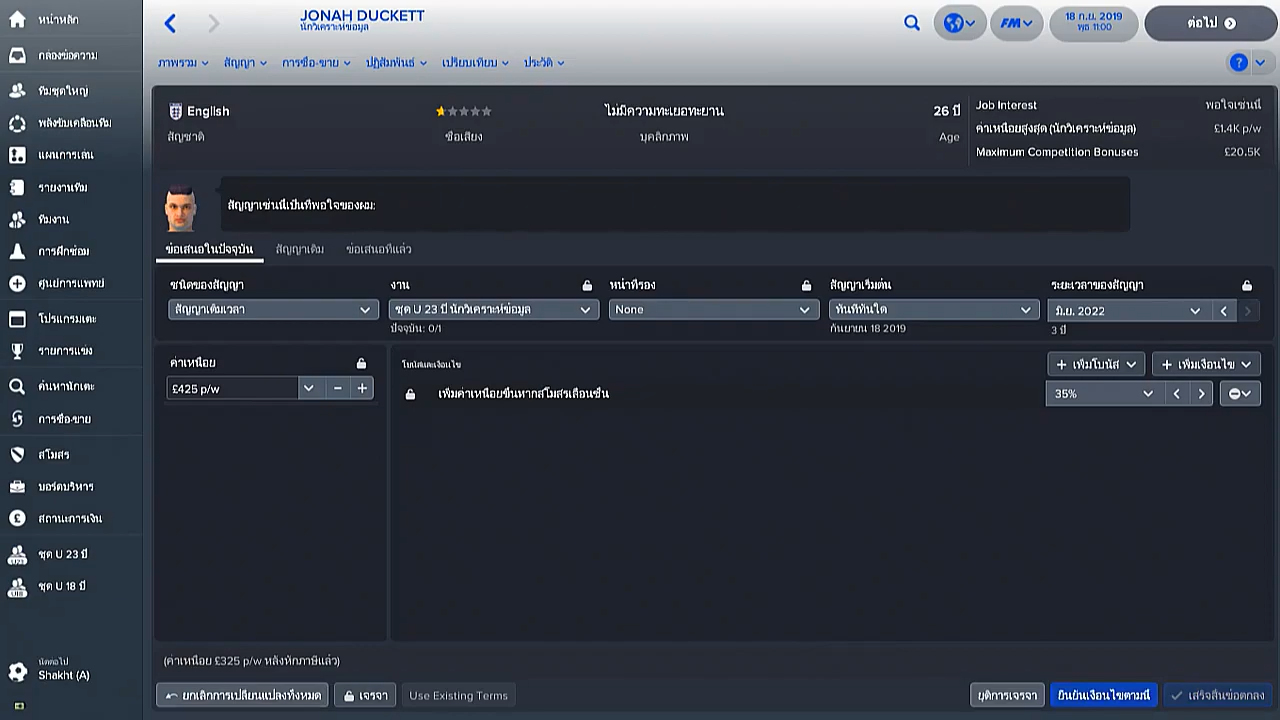 หน้าหลัก
กล่องข้อความ
ทีมชุดใหญ่
พลังขับเคลื่อนทีม
แผนการเล่น
รายงานทีม
ทีมงาน
การฝึกซ้อม
ศูนย์การแพทย์
โปรแกรมเตะ
รายการแข่ง
ค้นหานักเตะ
การซื้อ-ขาย
สโมสร
บอร์ดบริหาร
สถานะการเงิน
ชุด U 23 ปี
ชุด U 18 ปี
นัดต่อไป
Shakht (A)
JONAH DUCKETT
นักวิเคราะห์ข้อมูล
FM
18 ก.ย. 2019
พุธ 11:00
ต่อไป
ภาพรวม
สัญญา
การซื้อ-ขาย
ปฏิสัมพันธ์
เปรียบเทียบ
ประวัติ
?
English
สัญชาติ
ชื่อเสียง
ไม่มีความทะเยอทะยาน
บุคลิกภาพ
26 ปี
Age
Job Interest พอใจเช่นนี้
ค่าเหนื่อยสูงสุด (นักวิเคราะห์ข้อมูล) £1.4K p/w
Maximum Competition Bonuses £20.5K
สัญญาเช่นนี้เป็นที่พอใจของผม:
ข้อเสนอในปัจจุบัน
สัญญาเดิม
ข้อเสนอที่แล้ว
ชนิดของสัญญา
สัญญาเต็มเวลา
งาน
ชุด U 23 ปี นักวิเคราะห์ข้อมูล
ปัจจุบัน: 0/1
หน้าที่รอง
None
สัญญาเริ่มต้น
ทันทีทันใด
กันยายน 18 2019
ระยะเวลาของสัญญา
มิ.ย. 2022
3 ปี
ค่าเหนื่อย
£425 p/w
โบนัสและเงื่อนไข
+ เพิ่มโบนัส
+ เพิ่มเงื่อนไข
เพิ่มค่าเหนื่อยขึ้นหากสโมสรเลื่อนชั้น
35%
(ค่าเหนื่อย £325 p/w หลังหักภาษีแล้ว)
ยกเลิกการเปลี่ยนแปลงทั้งหมด
เจรจา
Use Existing Terms
ยุติการเจรจา
ยืนยันเงื่อนไขตามนี้
เสร็จสิ้นข้อตกลง